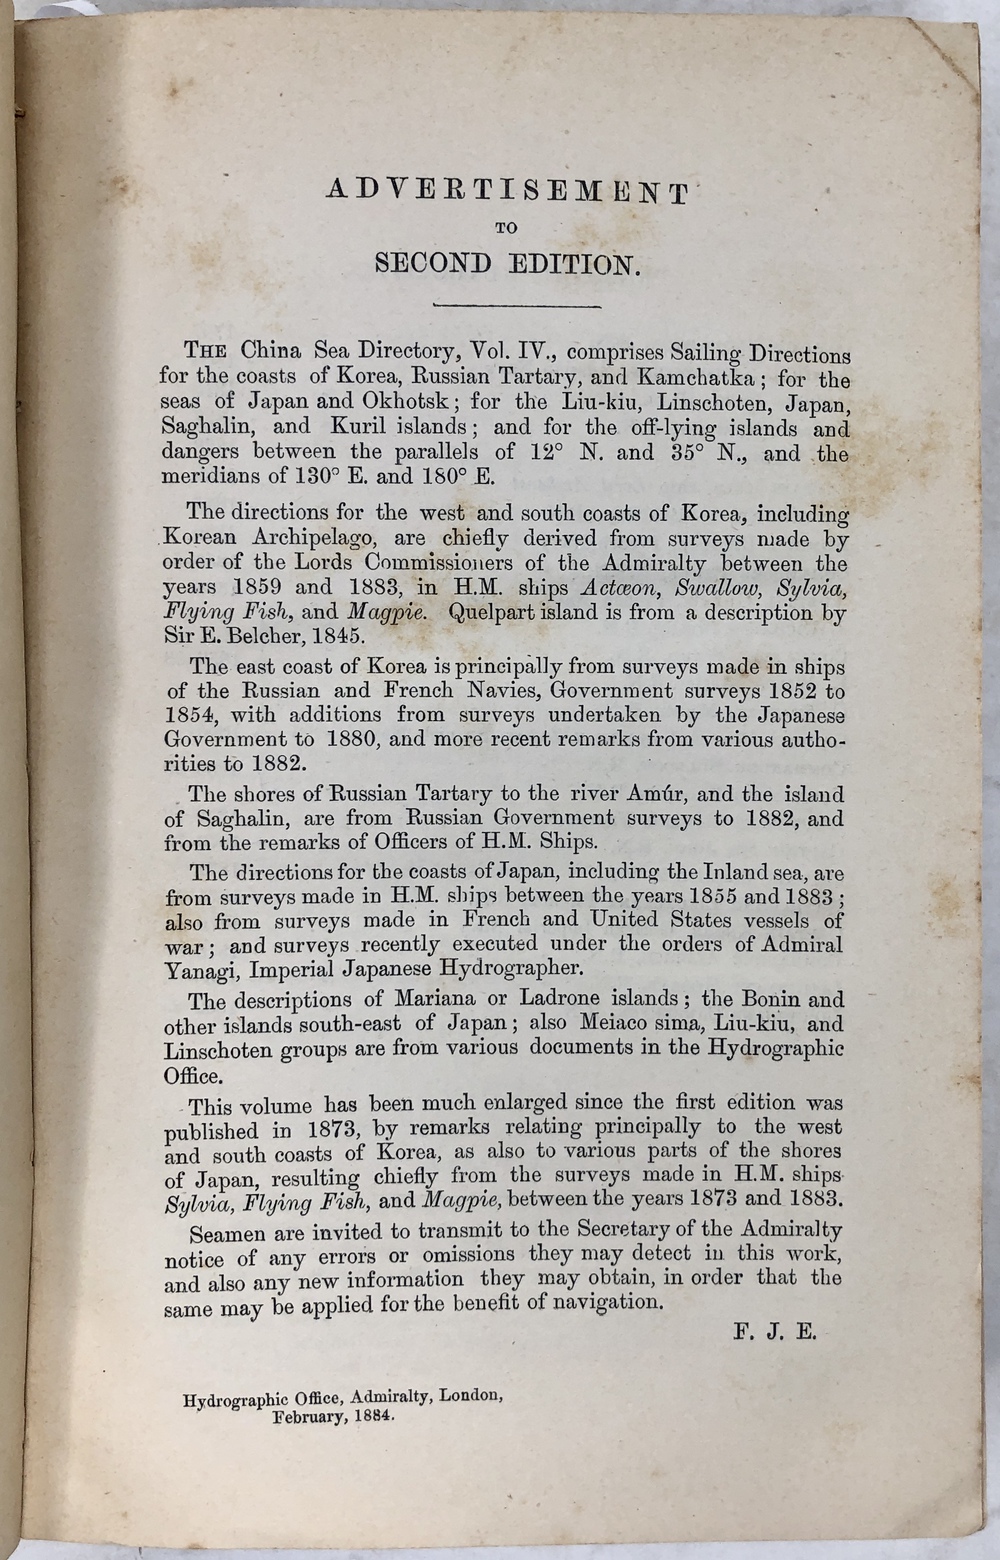 ADVERTISEMENT
TO
SECOND EDITION.
THE China Sea Directory, Vol. IV., comprises Sailing Directions
for the coasts of Korea, Russian Tartary, and Kamchatka; for the
seas of Japan and Okhotsk; for the Liu-kiu, Linschoten, Japan,
Saghalin, and Kuril islands; and for the off-lying islands and
dangers between the parallels of 12° N. and 35° N., and the
meridians of 130° E. and 180° E.
The directions for the west and south coasts of Korea, including
Korean Archipelago, are chiefly derived from surveys made by
order of the Lords Commissioners of the Admiralty between the
years 1859 and 1883, in H.M. ships Actæon, Swallow, Sylvia,
Flying Fish, and Magpie. Quelpart island is from a description by
Sir E. Belcher, 1845.
The east coast of Korea is principally from surveys made in ships
of the Russian and French Navies, Government surveys 1852 to
1854, with additions from surveys undertaken by the Japanese
Government to 1880, and more recent remarks from various autho-
rities to 1882.
The shores of Russian Tartary to the river Amúr, and the island
of Saghalin, are from Russian Government surveys to 1882, and
from the remarks of Officers of H.M. Ships.
The directions for the coasts of Japan, including the Inland sea, are
from surveys made in H.M. ships between the years 1855 and 1883;
also from surveys made in French and United States vessels of
war; and surveys recently executed under the orders of Admiral
Yanagi, Imperial Japanese Hydrographer.
The descriptions of Mariana or Ladrone islands; the Bonin and
other islands south-east of Japan; also Meiaco sima, Liu-kiu, and
Linschoten groups are from various documents in the Hydrographic
Office.
This volume has been much enlarged since the first edition was
published in 1873, by remarks relating principally to the west
and south coasts of Korea, as also to various parts of the shores
of Japan, resulting chiefly from the surveys made in H.M. ships
Sylvia, Flying Fish, and Magpie, between the years 1873 and 1883.
Seamen are invited to transmit to the Secretary of the Admiralty
notice of any errors or omissions they may detect in this work,
and also any new information they may obtain, in order that the
same may be applied for the benefit of navigation.
F. J. E.
Hydrographic Office, Admiralty, London,
February, 1884.